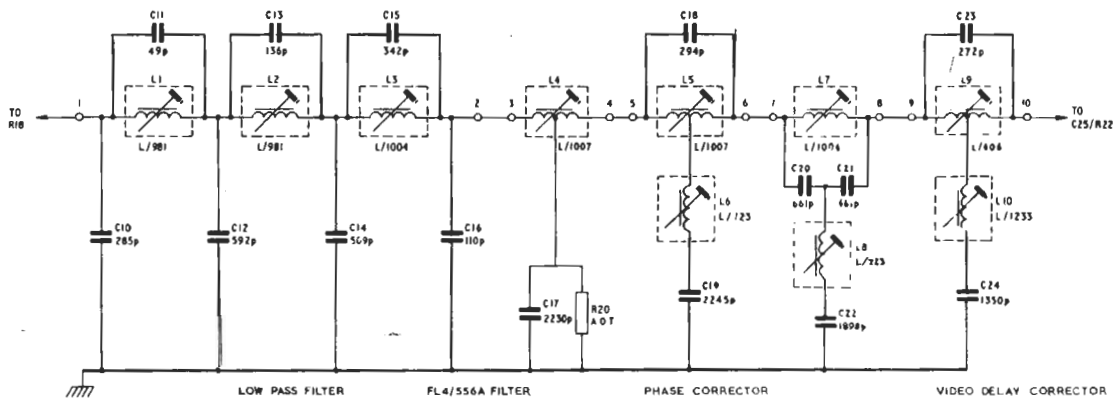 C11
49p
C13
136p
C15
342p
C18
294p
C23
272p
L1
L2
L3
L4
L5
L7
L9
TO
R18
1
2
3
4
5
6
7
8
9
10
TO
C25/R22
L/981
L/981
L/1004
L/1007
L/1007
L/1004
L/406
C20
661p
C21
661p
L6
L/723
L10
L/1233
C10
285p
C12
592p
C14
509p
C16
110p
L8
L/223
C17
2230p
R20
A O T
C19
2245p
C22
1898p
C24
1350p
LOW PASS FILTER
FL4/556A FILTER
PHASE CORRECTOR
VIDEO DELAY CORRECTOR